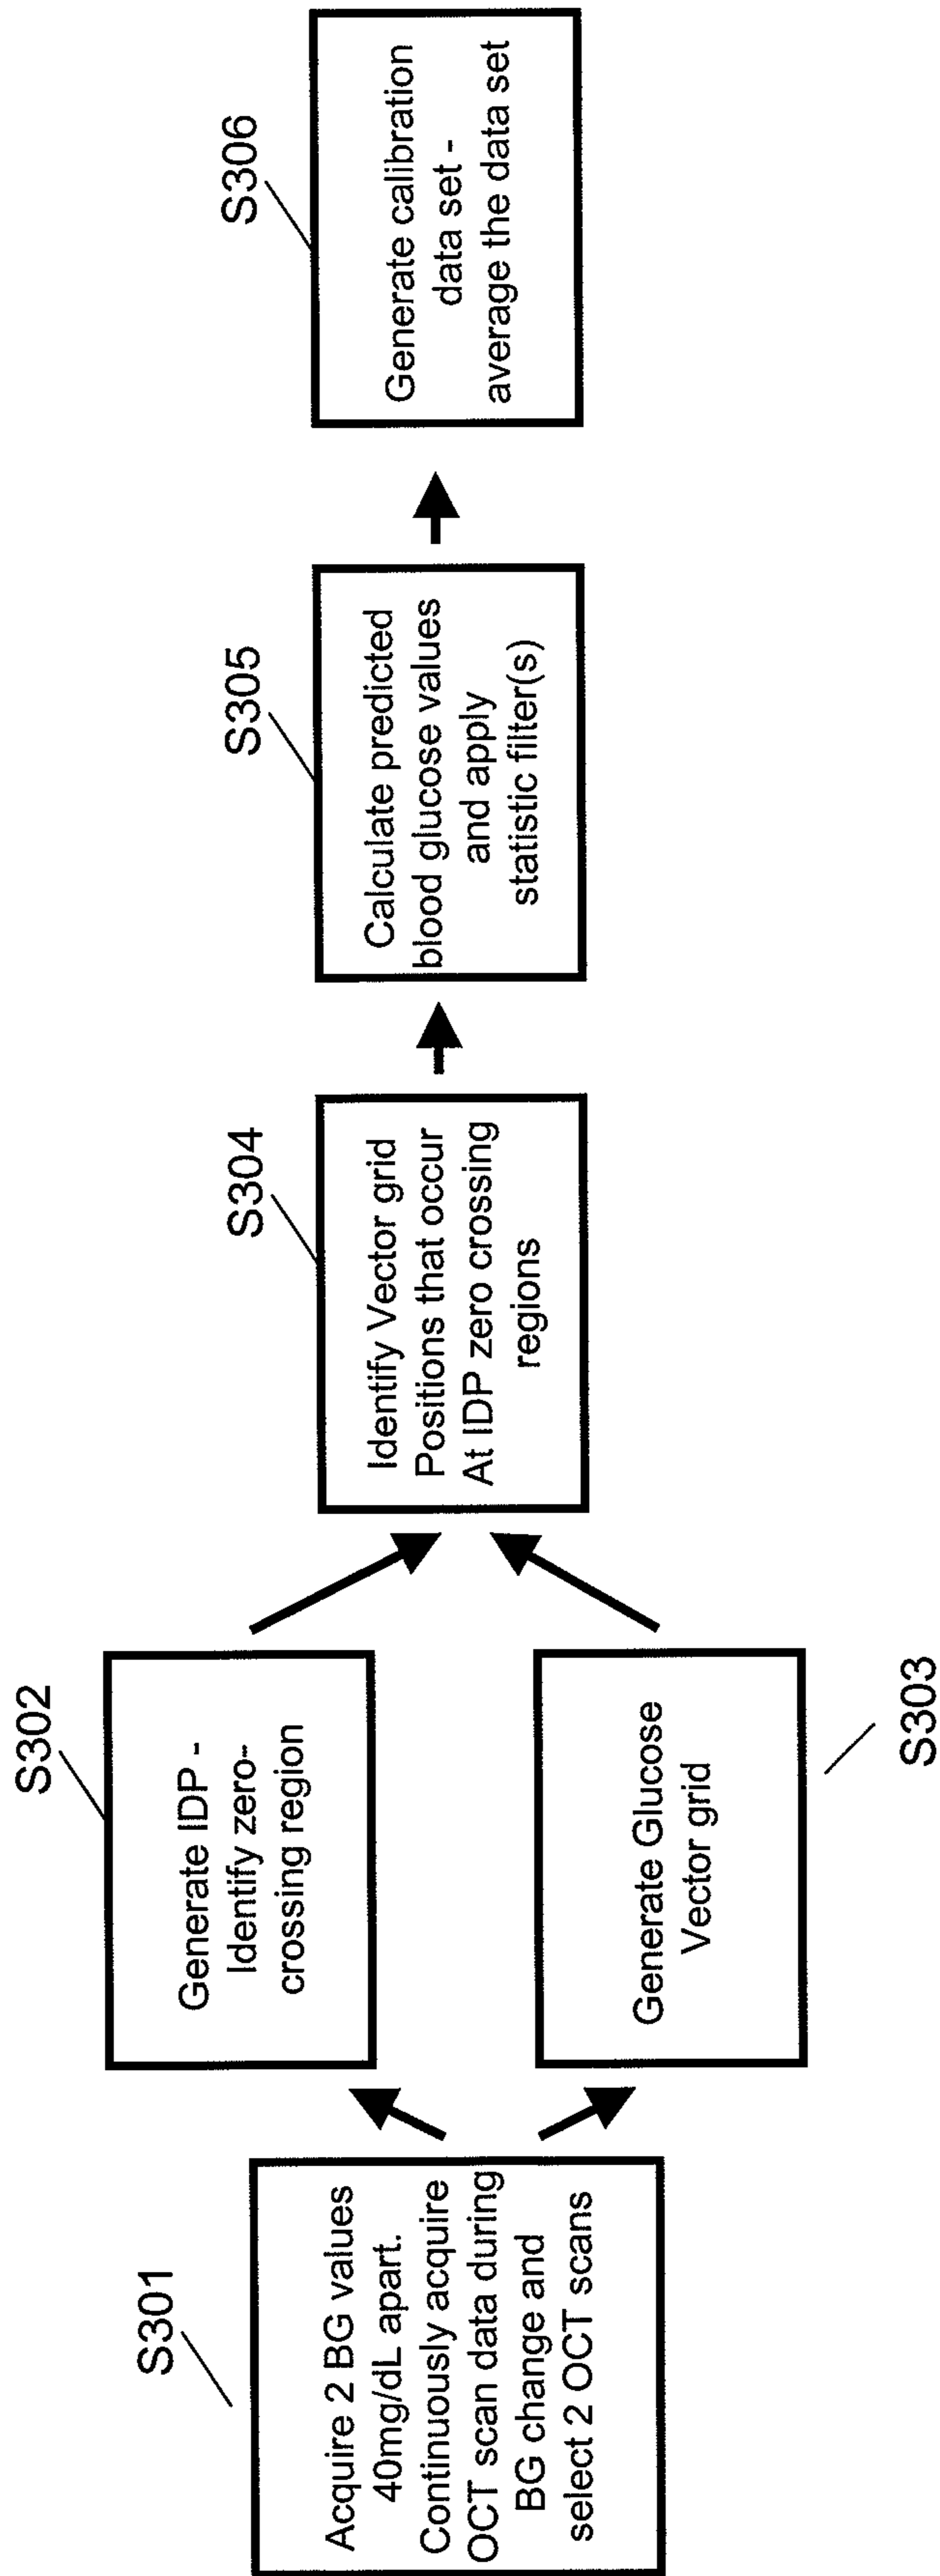 S301
Acquire 2 BG values
40mg/dL apart.
Continuously acquire
OCT scan data during
BG change and
select 2 OCT scans
S302
Generate IDP -
Identify zero-
crossing region
S303
Generate Glucose
Vector grid
S304
Identify Vector grid
Positions that occur
At IDP zero crossing
regions
S305
Calculate predicted
blood glucose values
and apply
statistic filter(s)
S306
Generate calibration
data set -
average the data set